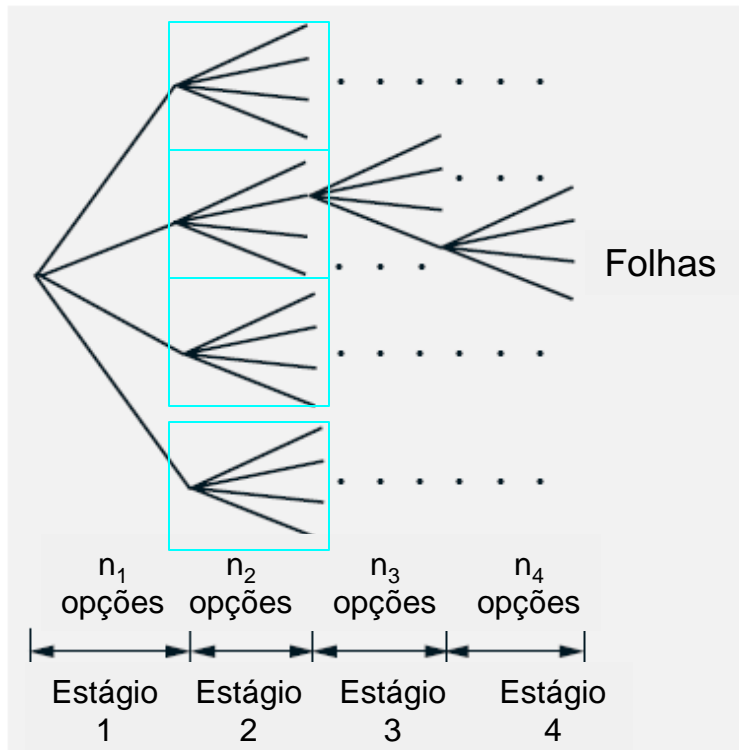 Folhas
n₁ n₂ n₃ n₄
opções opções opções opções
Estágio Estágio Estágio Estágio
1 2 3 4